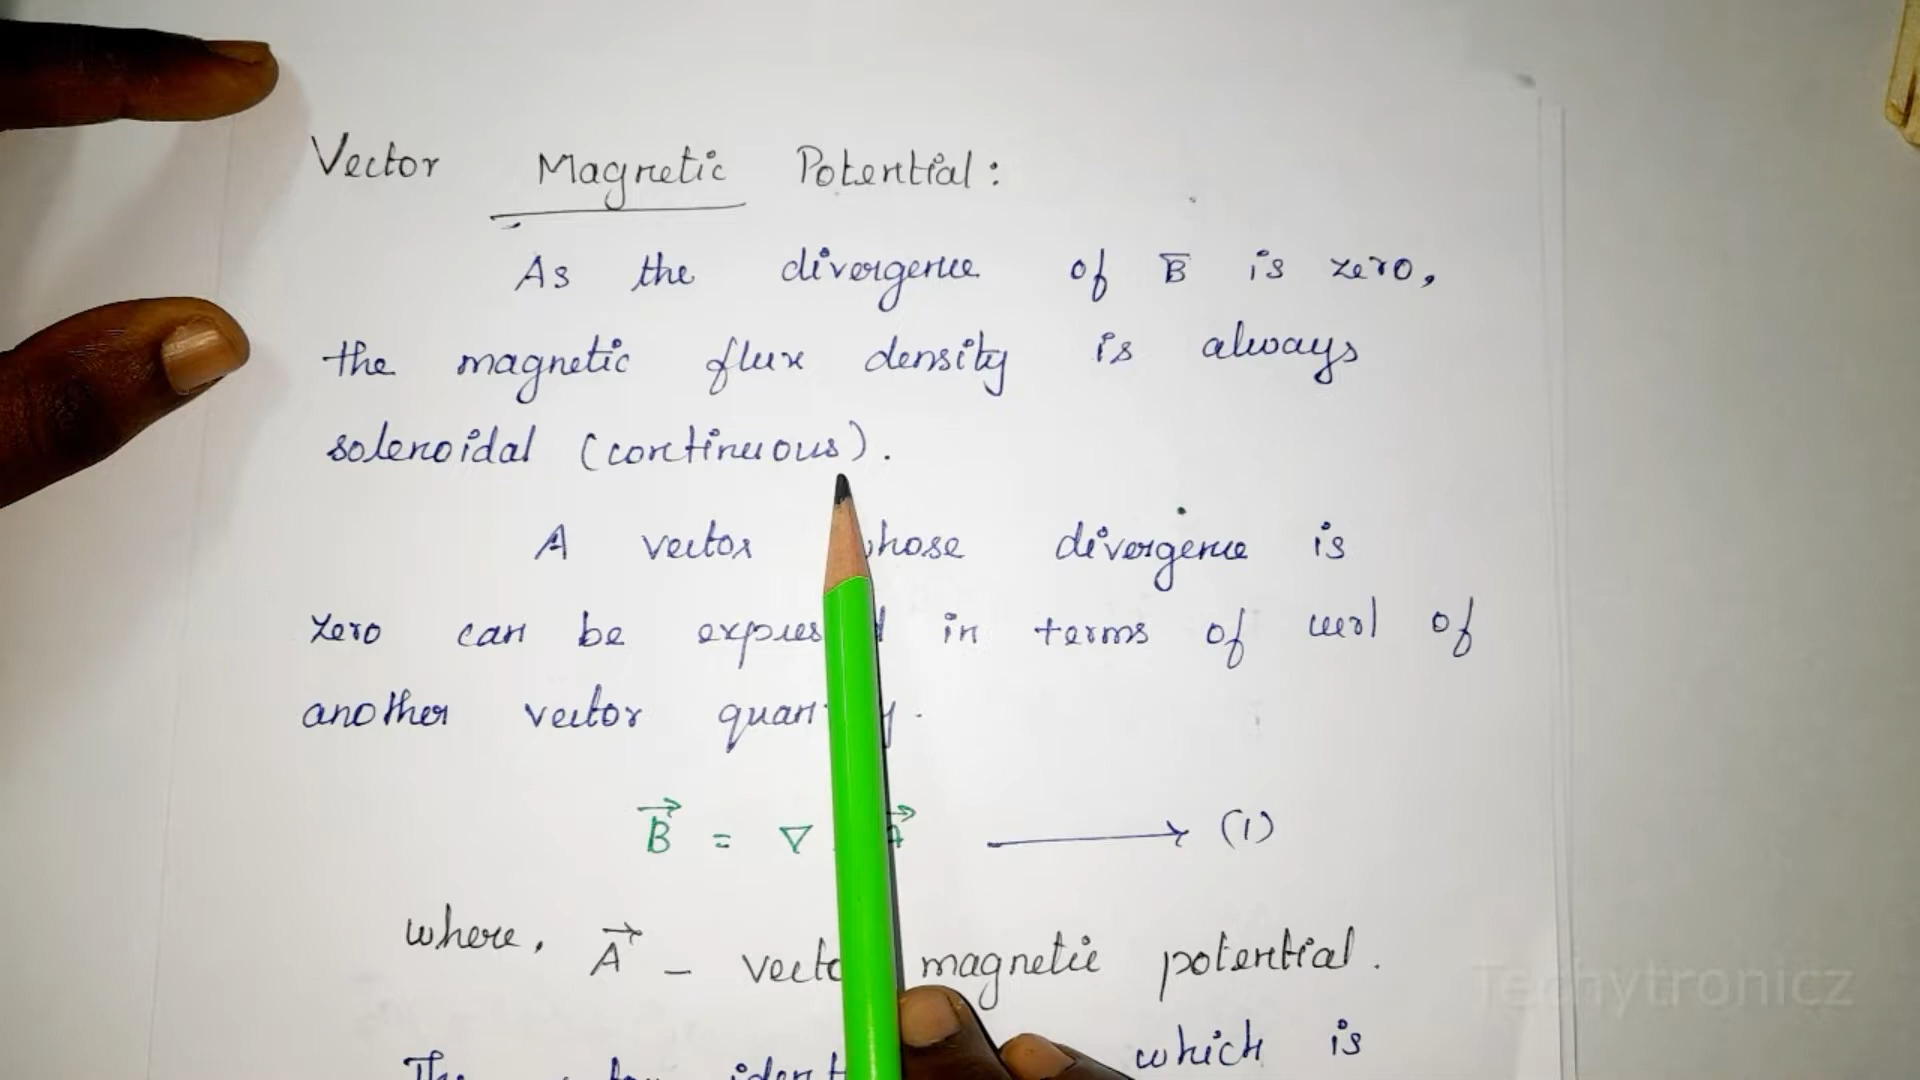 Vector Magnetic Potential:
As the divergence of B̅ is zero,
the magnetic flux density is always
solenoidal (continuous).
A vector whose divergence is
zero can be in terms of curl of
another vector
B⃗ = ∇ A⃗ ⟶ (1)
where, A⃗ – magnetic potential.
which is
Techytronicz